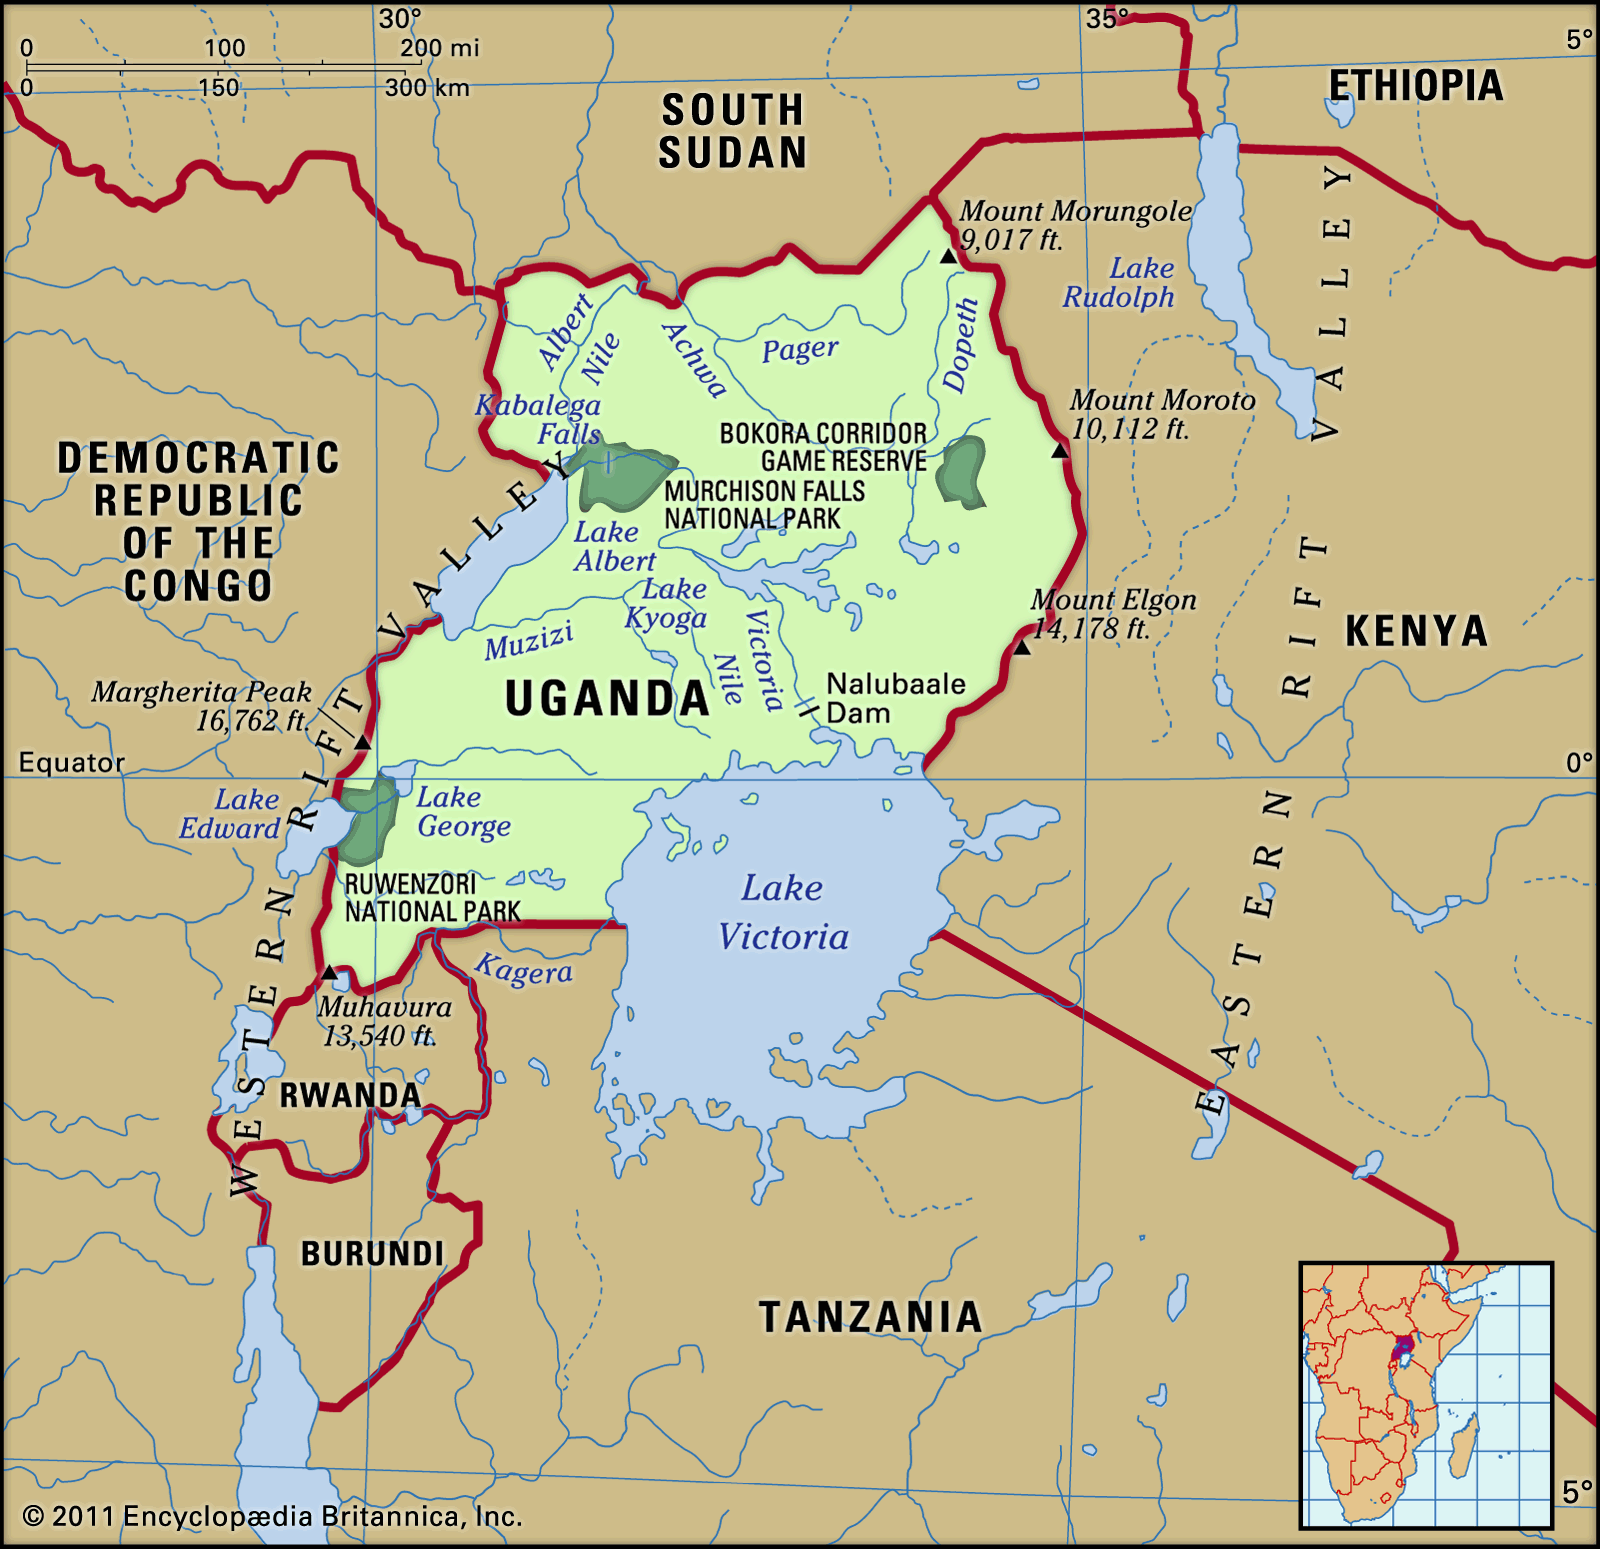 30°
35°
5°
0 100 200 mi
0 150 300 km
ETHIOPIA
SOUTH
SUDAN
Mount Morungole
9,017 ft.
Lake
Rudolph
Albert
Nile
Achwa
Pager
Dopeth
Kabalega
Falls
Mount Moroto
10,112 ft.
BOKORA CORRIDOR
GAME RESERVE
MURCHISON FALLS
NATIONAL PARK
DEMOCRATIC
REPUBLIC
OF THE
CONGO
Lake
Albert
Lake
Kyoga
Mount Elgon
14,178 ft.
KENYA
Muzizi
Victoria
Nile
Margherita Peak
16,762 ft.
UGANDA
Nalubaale
Dam
Equator
0°
Lake
Edward
Lake
George
RUWENZORI
NATIONAL PARK
Lake
Victoria
Kagera
Muhavura
13,540 ft.
WESTERN RIFT VALLEY
EASTERN RIFT VALLEY
RWANDA
BURUNDI
TANZANIA
5°
© 2011 Encyclopædia Britannica, Inc.